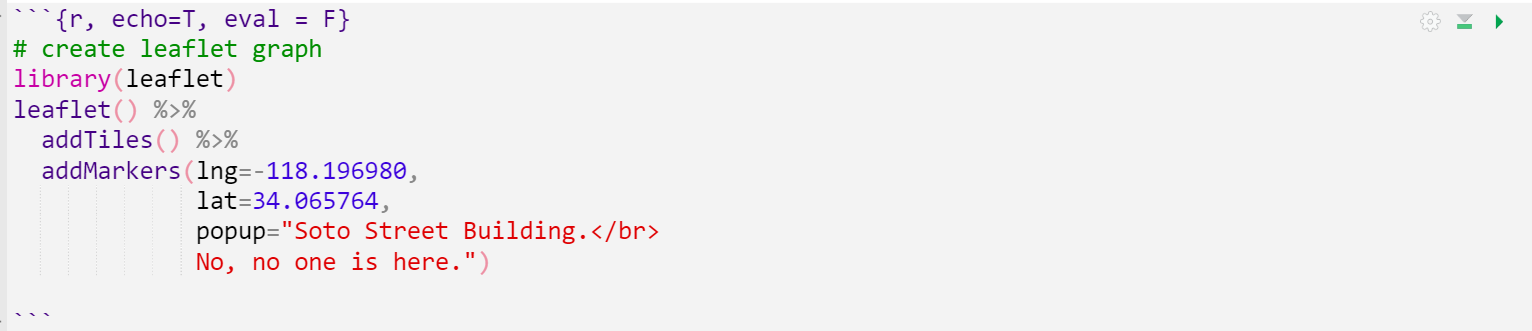 ```{r, echo=T, eval = F}
# create leaflet graph
library(leaflet)
leaflet() %>%
  addTiles() %>%
  addMarkers(lng=-118.196980,
             lat=34.065764,
             popup="Soto Street Building.</br>
             No, no one is here.")

```